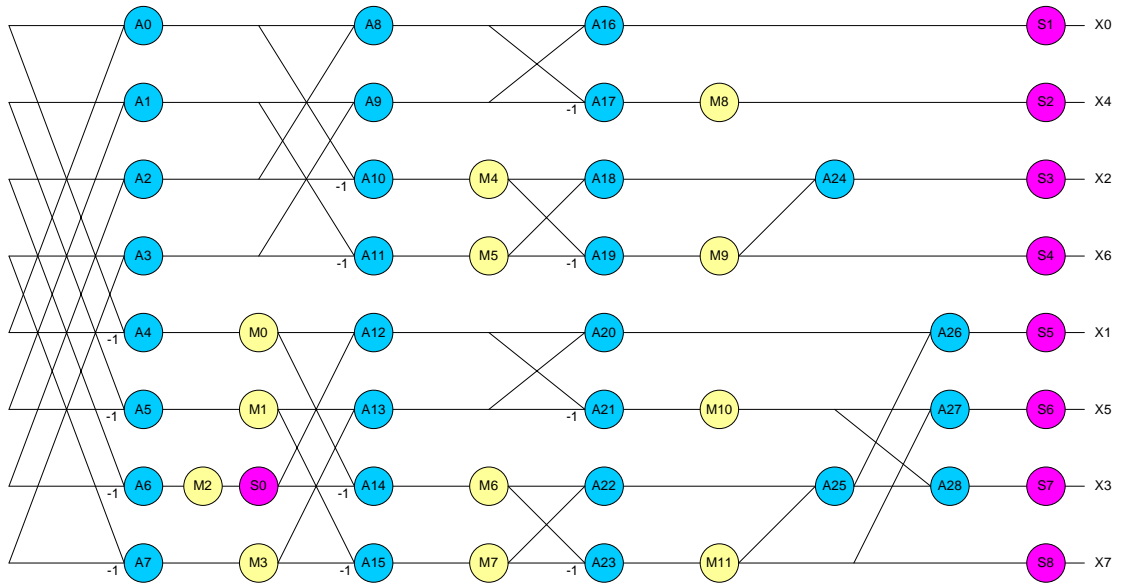 A0 A8 A16 S1 X0
A1 A9 -1 A17 M8 S2 X4
A2 -1 A10 M4 A18 A24 S3 X2
A3 -1 A11 M5 -1 A19 M9 S4 X6
-1 A4 M0 A12 A20 A26 S5 X1
-1 A5 M1 A13 -1 A21 M10 A27 S6 X5
-1 A6 M2 S0 -1 A14 M6 A22 A25 A28 S7 X3
-1 A7 M3 -1 A15 M7 -1 A23 M11 S8 X7